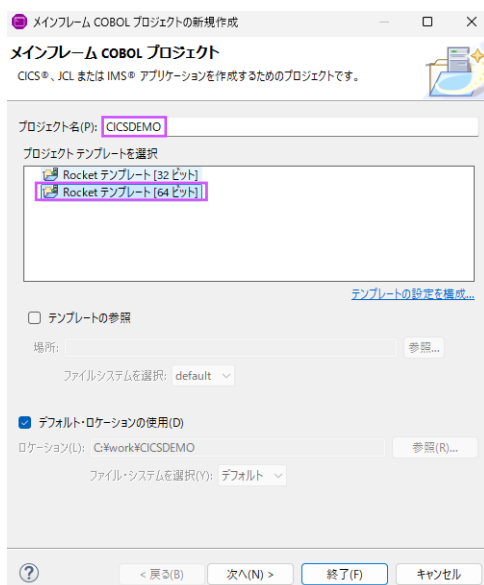 メインフレーム COBOL プロジェクトの新規作成
メインフレーム COBOL プロジェクト
CICS®、JCL または IMS® アプリケーションを作成するためのプロジェクトです。
プロジェクト名(P): CICSDEMO
プロジェクト テンプレートを選択
Rocket テンプレート [32 ビット]
Rocket テンプレート [64 ビット]
テンプレートの設定を構成...
テンプレートの参照
場所: 参照...
ファイルシステムを選択: default
デフォルト・ロケーションの使用(D)
ロケーション(L): C:¥work¥CICSDEMO 参照(R)...
ファイル・システムを選択(Y): デフォルト
? < 戻る(B) 次へ(N) > 終了(F) キャンセル